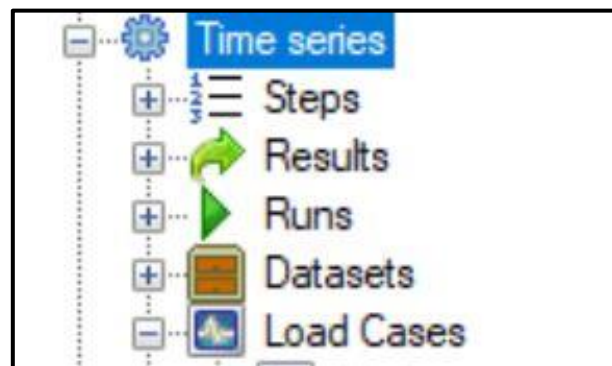 Time series
Steps
Results
Runs
Datasets
Load Cases